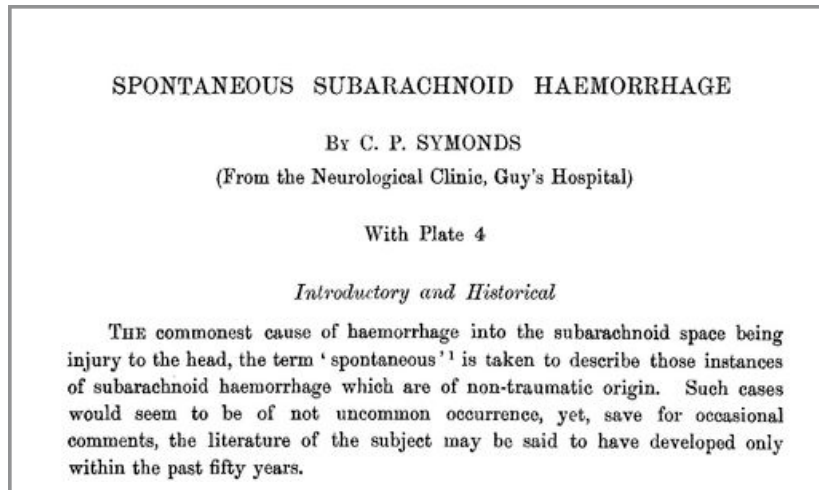 SPONTANEOUS SUBARACHNOID HAEMORRHAGE
By C. P. SYMONDS
(From the Neurological Clinic, Guy's Hospital)
With Plate 4
Introductory and Historical
The commonest cause of haemorrhage into the subarachnoid space being
injury to the head, the term ‘ spontaneous ’ ¹ is taken to describe those instances
of subarachnoid haemorrhage which are of non-traumatic origin. Such cases
would seem to be of not uncommon occurrence, yet, save for occasional
comments, the literature of the subject may be said to have developed only
within the past fifty years.